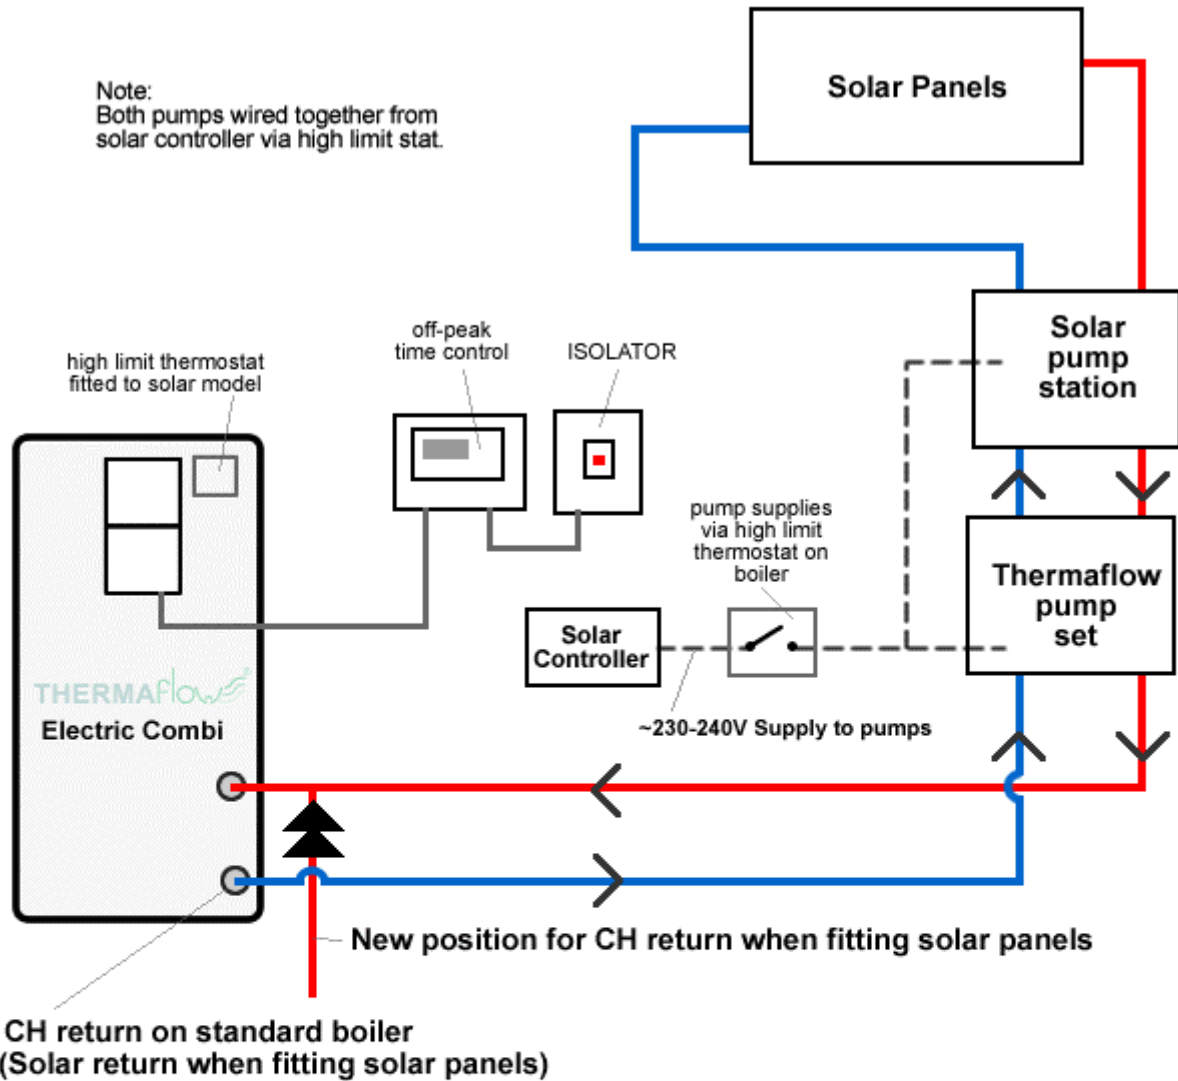 Note:
Both pumps wired together from
solar controller via high limit stat.
Solar Panels
Solar
pump
station
off-peak
time control
ISOLATOR
high limit thermostat
fitted to solar model
pump supplies
via high limit
thermostat on
boiler
Thermaflow
pump
set
Solar
Controller
THERMAflow
Electric Combi
~230-240V Supply to pumps
New position for CH return when fitting solar panels
CH return on standard boiler
(Solar return when fitting solar panels)